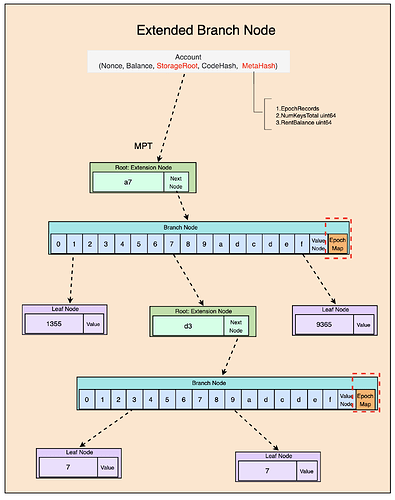 Extended Branch Node
Account
(Nonce, Balance, StorageRoot, CodeHash, MetaHash)
1.EpochRecords
2.NumKeysTotal uint64
3.RentBalance uint64
MPT
Root: Extension Node
a7
Next
Node
Branch Node
0 1 2 3 4 5 6 7 8 9 a d c d e f
Value
Node
Epoch
Map
Leaf Node
1355 Value
Root: Extension Node
d3
Next
Node
Leaf Node
9365 Value
Branch Node
0 1 2 3 4 5 6 7 8 9 a d c d e f
Value
Node
Epoch
Map
Leaf Node
7 Value
Leaf Node
7 Value